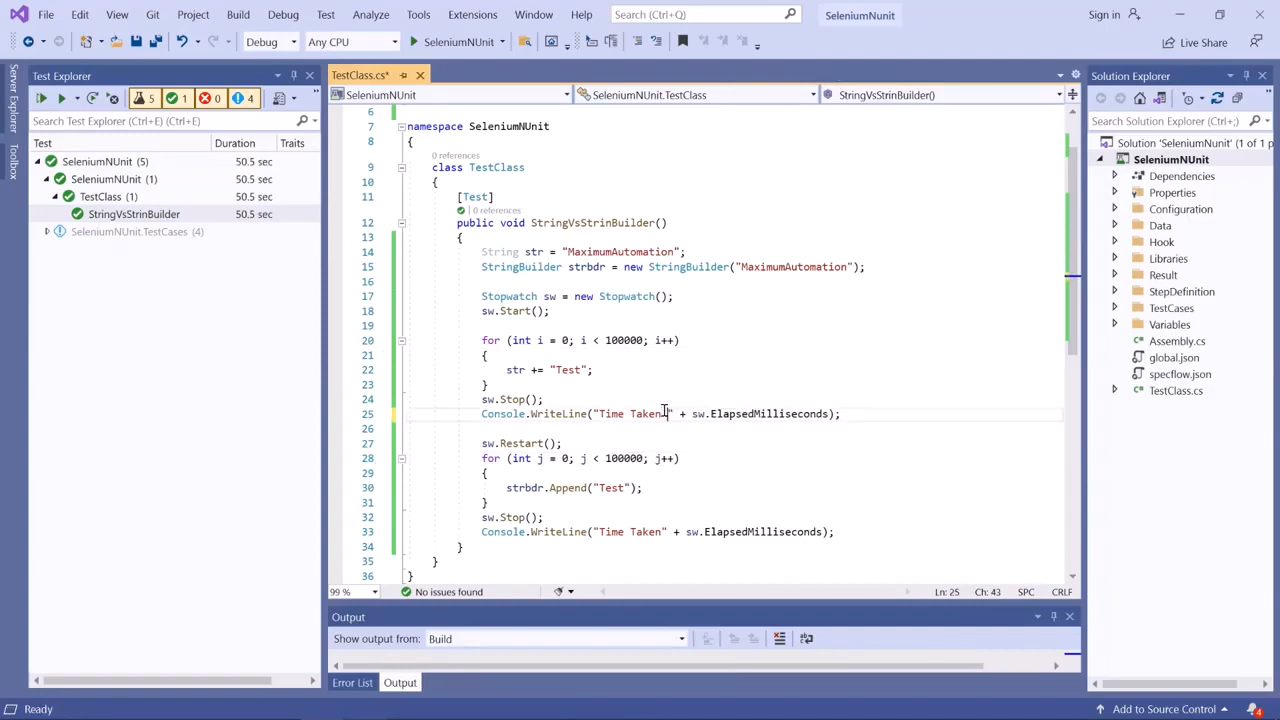 File Edit View Git Project Build Debug Test Analyze Tools Extensions Window Help Search (Ctrl+Q) SeleniumNUnit Sign in
Debug Any CPU SeleniumNUnit Live Share
Server Explorer
Toolbox
Test Explorer
5 1 0 4
Search Test Explorer (Ctrl+E)
Test Duration Traits
SeleniumNUnit (5) 50.5 sec
SeleniumNUnit (1) 50.5 sec
TestClass (1) 50.5 sec
StringVsStrinBuilder 50.5 sec
SeleniumNUnit.TestCases (4)
TestClass.cs*
SeleniumNUnit SeleniumNUnit.TestClass StringVsStrinBuilder()
6
7 namespace SeleniumNUnit
8 {
0 references
9 class TestClass
10 {
11 [Test]
0 references
12 public void StringVsStrinBuilder()
13 {
14 String str = "MaximumAutomation";
15 StringBuilder strbdr = new StringBuilder("MaximumAutomation");
16
17 Stopwatch sw = new Stopwatch();
18 sw.Start();
19
20 for (int i = 0; i < 100000; i++)
21 {
22 str += "Test";
23 }
24 sw.Stop();
25 Console.WriteLine("Time Taken " + sw.ElapsedMilliseconds);
26
27 sw.Restart();
28 for (int j = 0; j < 100000; j++)
29 {
30 strbdr.Append("Test");
31 }
32 sw.Stop();
33 Console.WriteLine("Time Taken" + sw.ElapsedMilliseconds);
34 }
35 }
36 }
99 % No issues found Ln: 25 Ch: 43 SPC CRLF
Output
Show output from: Build
Error List Output
Solution Explorer
Search Solution Explorer (Ctrl+;)
Solution 'SeleniumNUnit' (1 of 1 p
SeleniumNUnit
Dependencies
Properties
Configuration
Data
Hook
Libraries
Result
StepDefinition
TestCases
Variables
Assembly.cs
global.json
specflow.json
TestClass.cs
Ready Add to Source Control 4